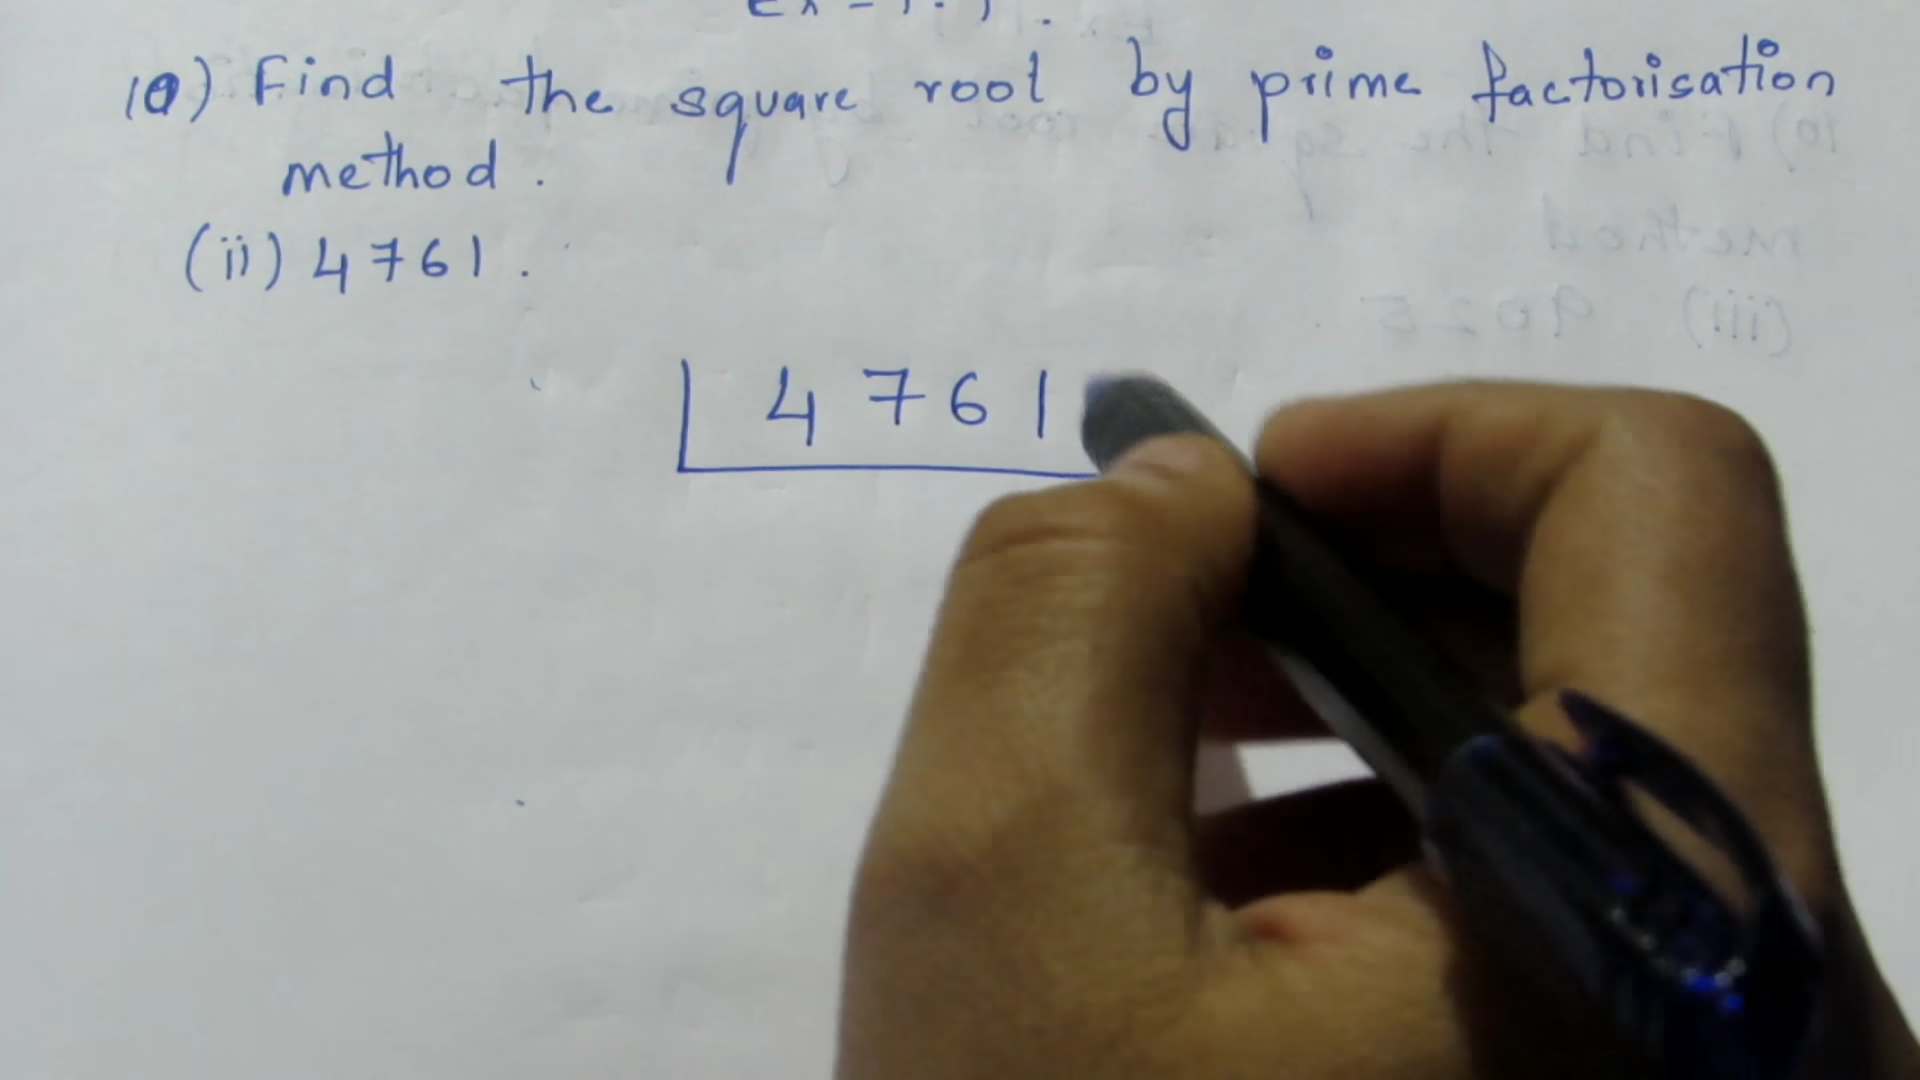 10) Find the square root by prime factorisation
method.
(ii) 4761.
4761